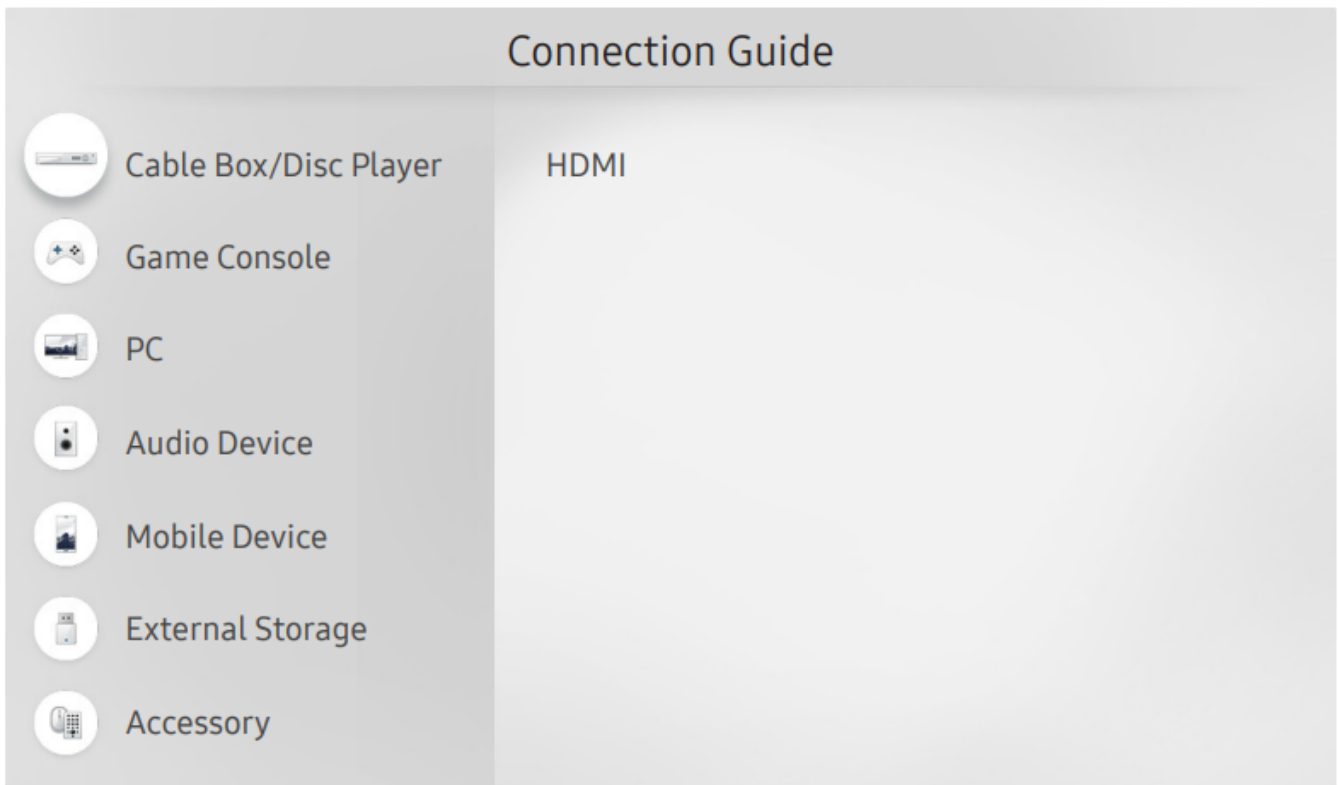 Connection Guide
Cable Box/Disc Player
HDMI
Game Console
PC
Audio Device
Mobile Device
External Storage
Accessory